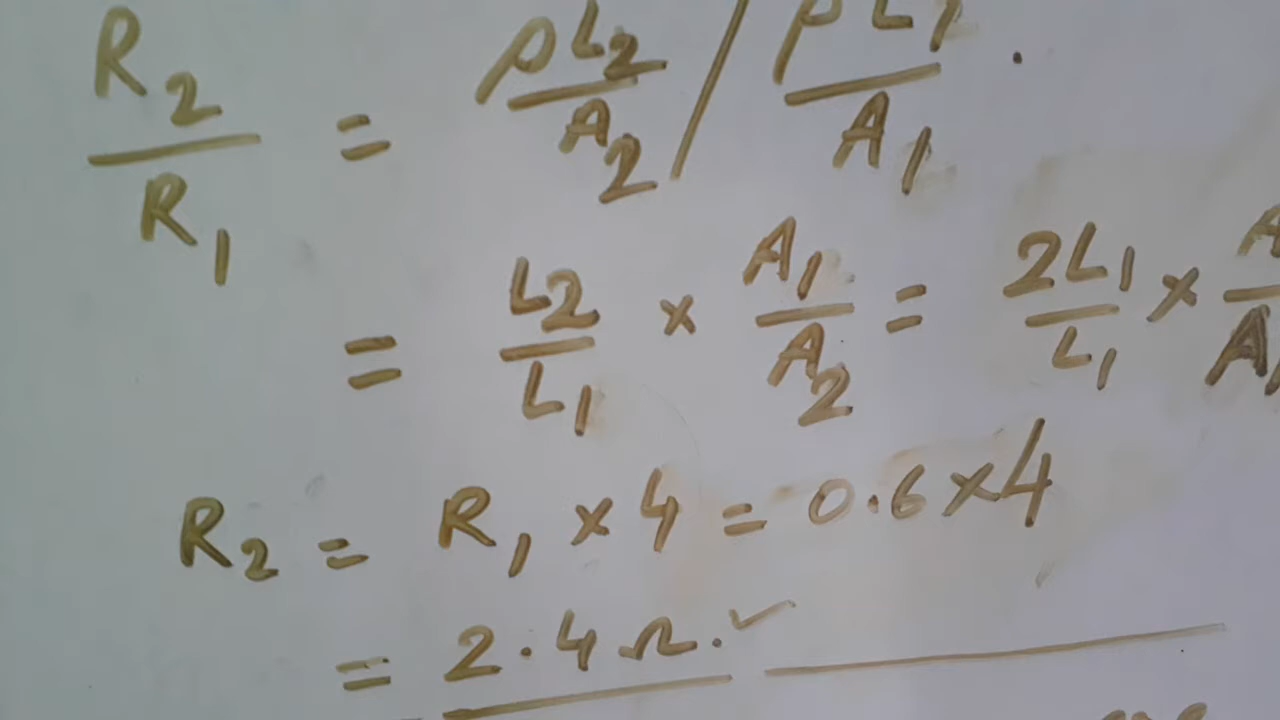 R₂/R₁ = ρL₂/A₂ / ρL₁/A₁ .
= L₂/L₁ × A₁/A₂ = 2L₁/L₁ ×
R₂ = R₁ × 4 = 0.6 × 4
= 2.4 Ω. ✓